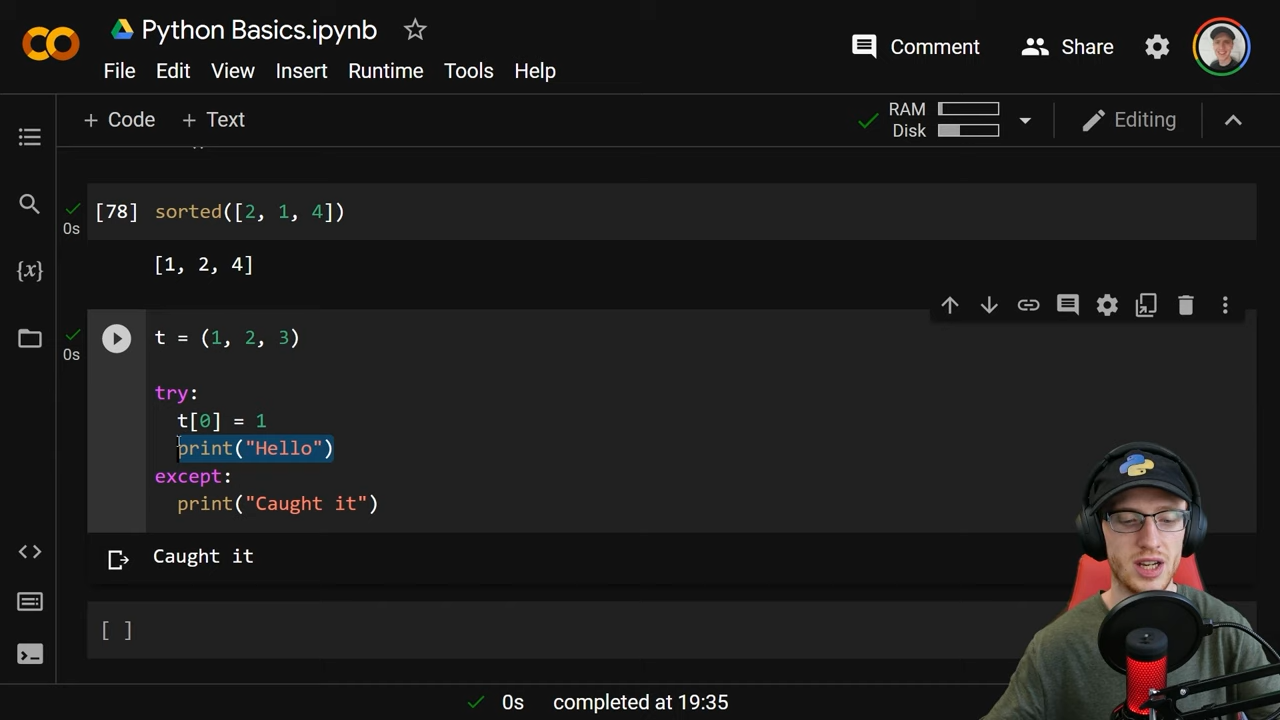 Python Basics.ipynb
Comment
Share
File Edit View Insert Runtime Tools Help
+ Code + Text
RAM
Disk
Editing
[78] sorted([2, 1, 4])
0s
[1, 2, 4]
t = (1, 2, 3)
0s
try:
t[0] = 1
print("Hello")
except:
print("Caught it")
Caught it
[ ]
0s completed at 19:35
{x}
<>